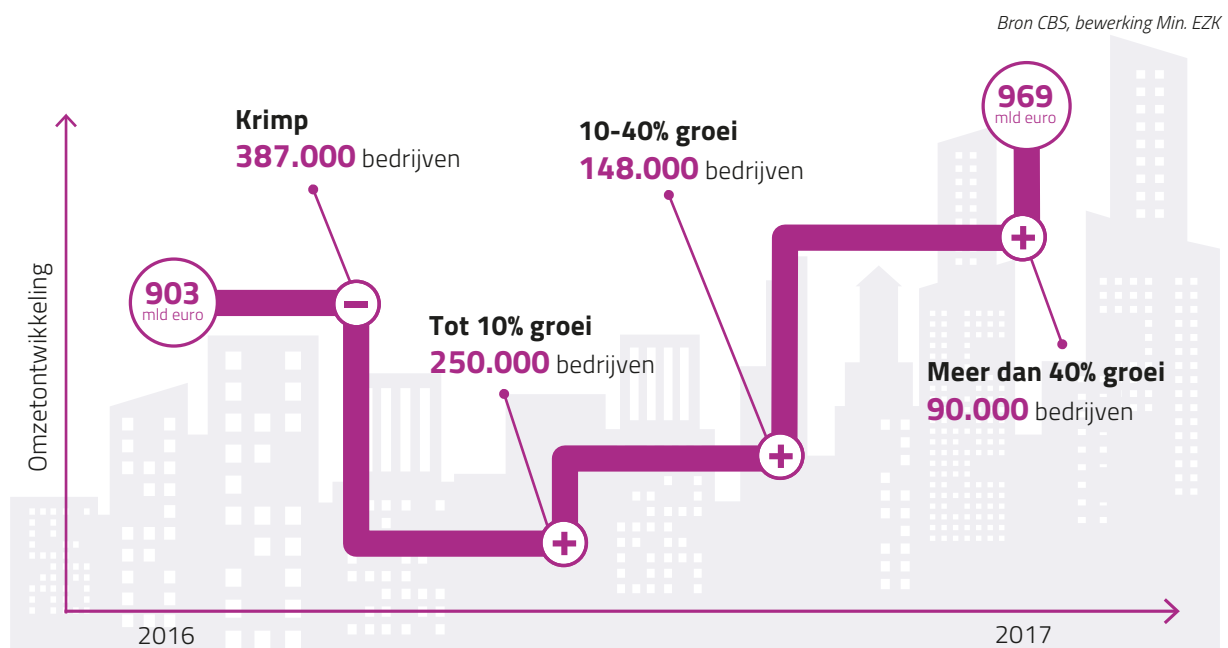 Bron CBS, bewerking Min. EZK
Omzetontwikkeling
903
mld euro
Krimp
387.000 bedrijven
Tot 10% groei
250.000 bedrijven
10-40% groei
148.000 bedrijven
969
mld euro
Meer dan 40% groei
90.000 bedrijven
2016
2017